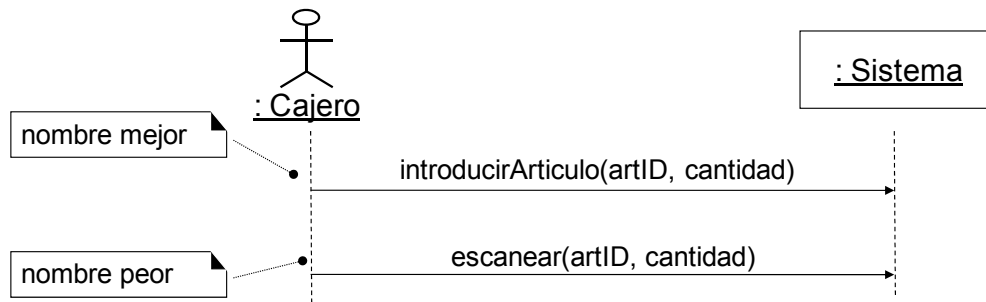 : Sistema
: Cajero
nombre mejor
introducirArticulo(artID, cantidad)
escanear(artID, cantidad)
nombre peor